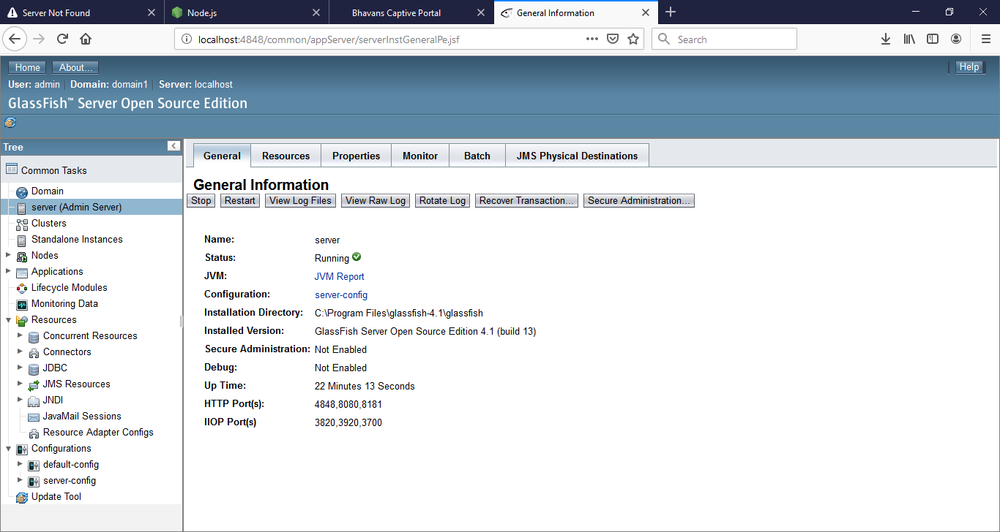 Server Not Found
Node.js
Bhavans Captive Portal
General Information
localhost:4848/common/appServer/serverInstGeneralPe.jsf
Search
Home
About...
Help
User: admin
Domain: domain1
Server: localhost
GlassFish™ Server Open Source Edition
Tree
Common Tasks
Domain
server (Admin Server)
Clusters
Standalone Instances
Nodes
Applications
Lifecycle Modules
Monitoring Data
Resources
Concurrent Resources
Connectors
JDBC
JMS Resources
JNDI
JavaMail Sessions
Resource Adapter Configs
Configurations
default-config
server-config
Update Tool
General
Resources
Properties
Monitor
Batch
JMS Physical Destinations
General Information
Stop
Restart
View Log Files
View Raw Log
Rotate Log
Recover Transaction...
Secure Administration...
Name: server
Status: Running
JVM: JVM Report
Configuration: server-config
Installation Directory: C:\Program Files\glassfish-4.1\glassfish
Installed Version: GlassFish Server Open Source Edition 4.1 (build 13)
Secure Administration: Not Enabled
Debug: Not Enabled
Up Time: 22 Minutes 13 Seconds
HTTP Port(s): 4848,8080,8181
IIOP Port(s) 3820,3920,3700